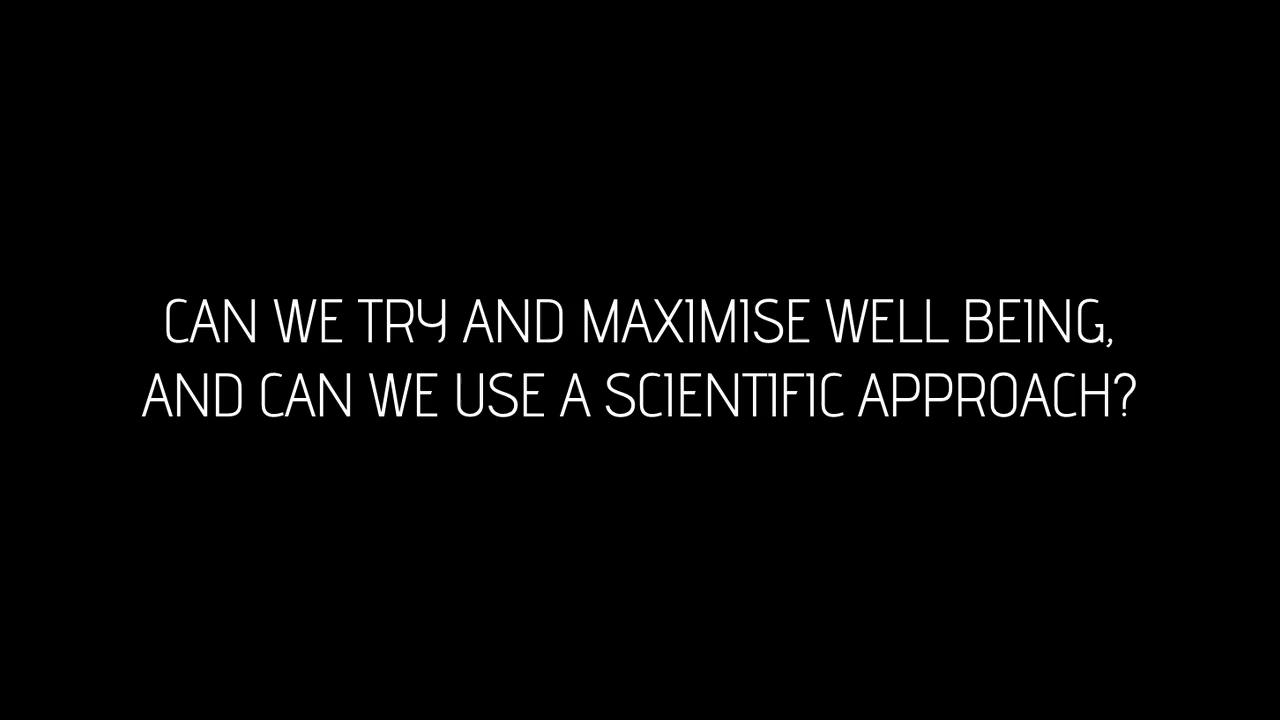 CAN WE TRY AND MAXIMISE WELL BEING,
AND CAN WE USE A SCIENTIFIC APPROACH?